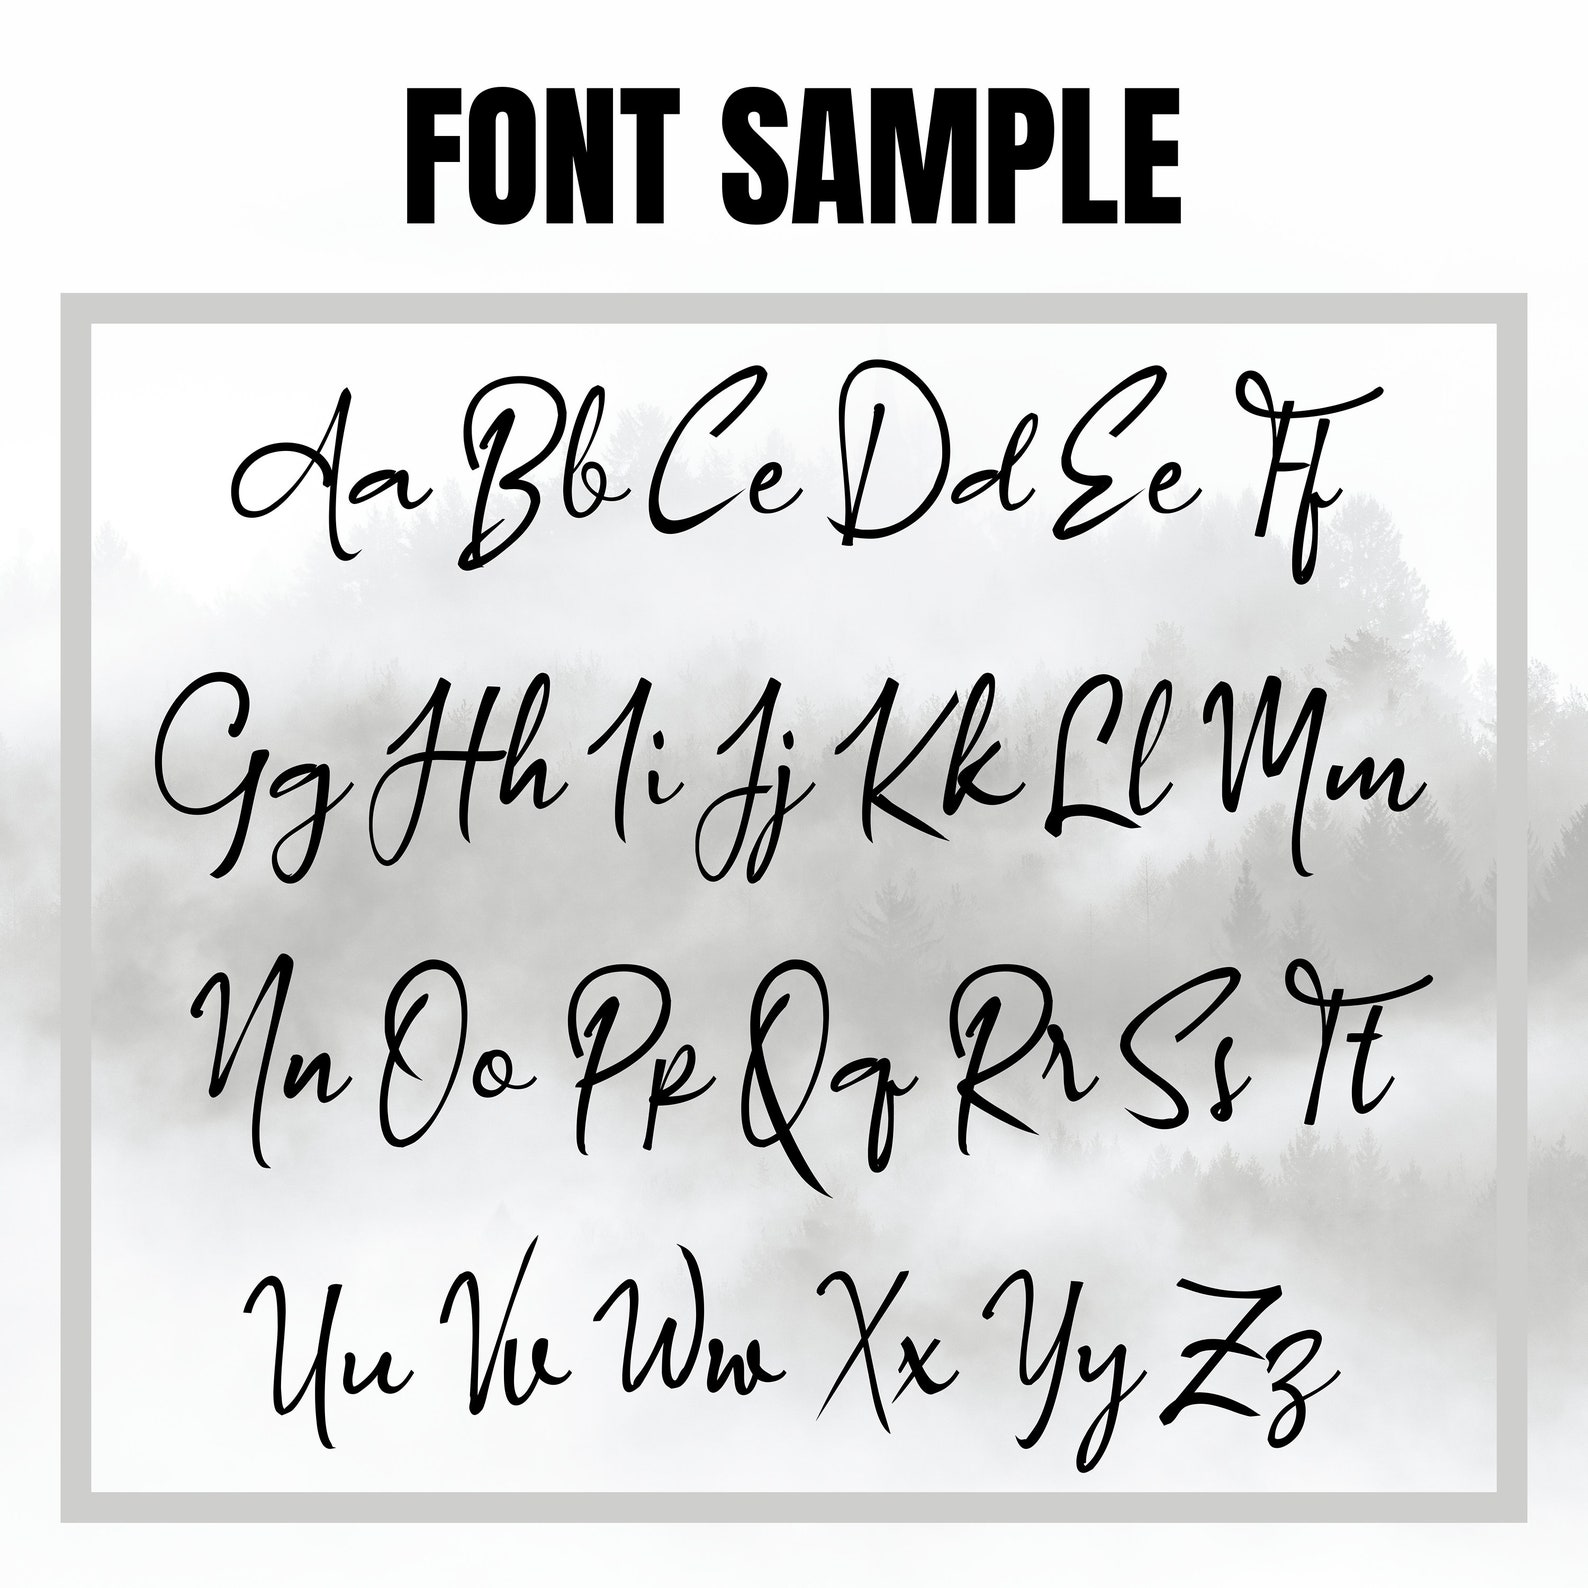 FONT SAMPLE
Aa Bb Cc Dd Ee Ff
Gg Hh Ii Jj Kk Ll Mm
Nn Oo Pp Qq Rr Ss Tt
Uu Vv Ww Xx Yy Zz